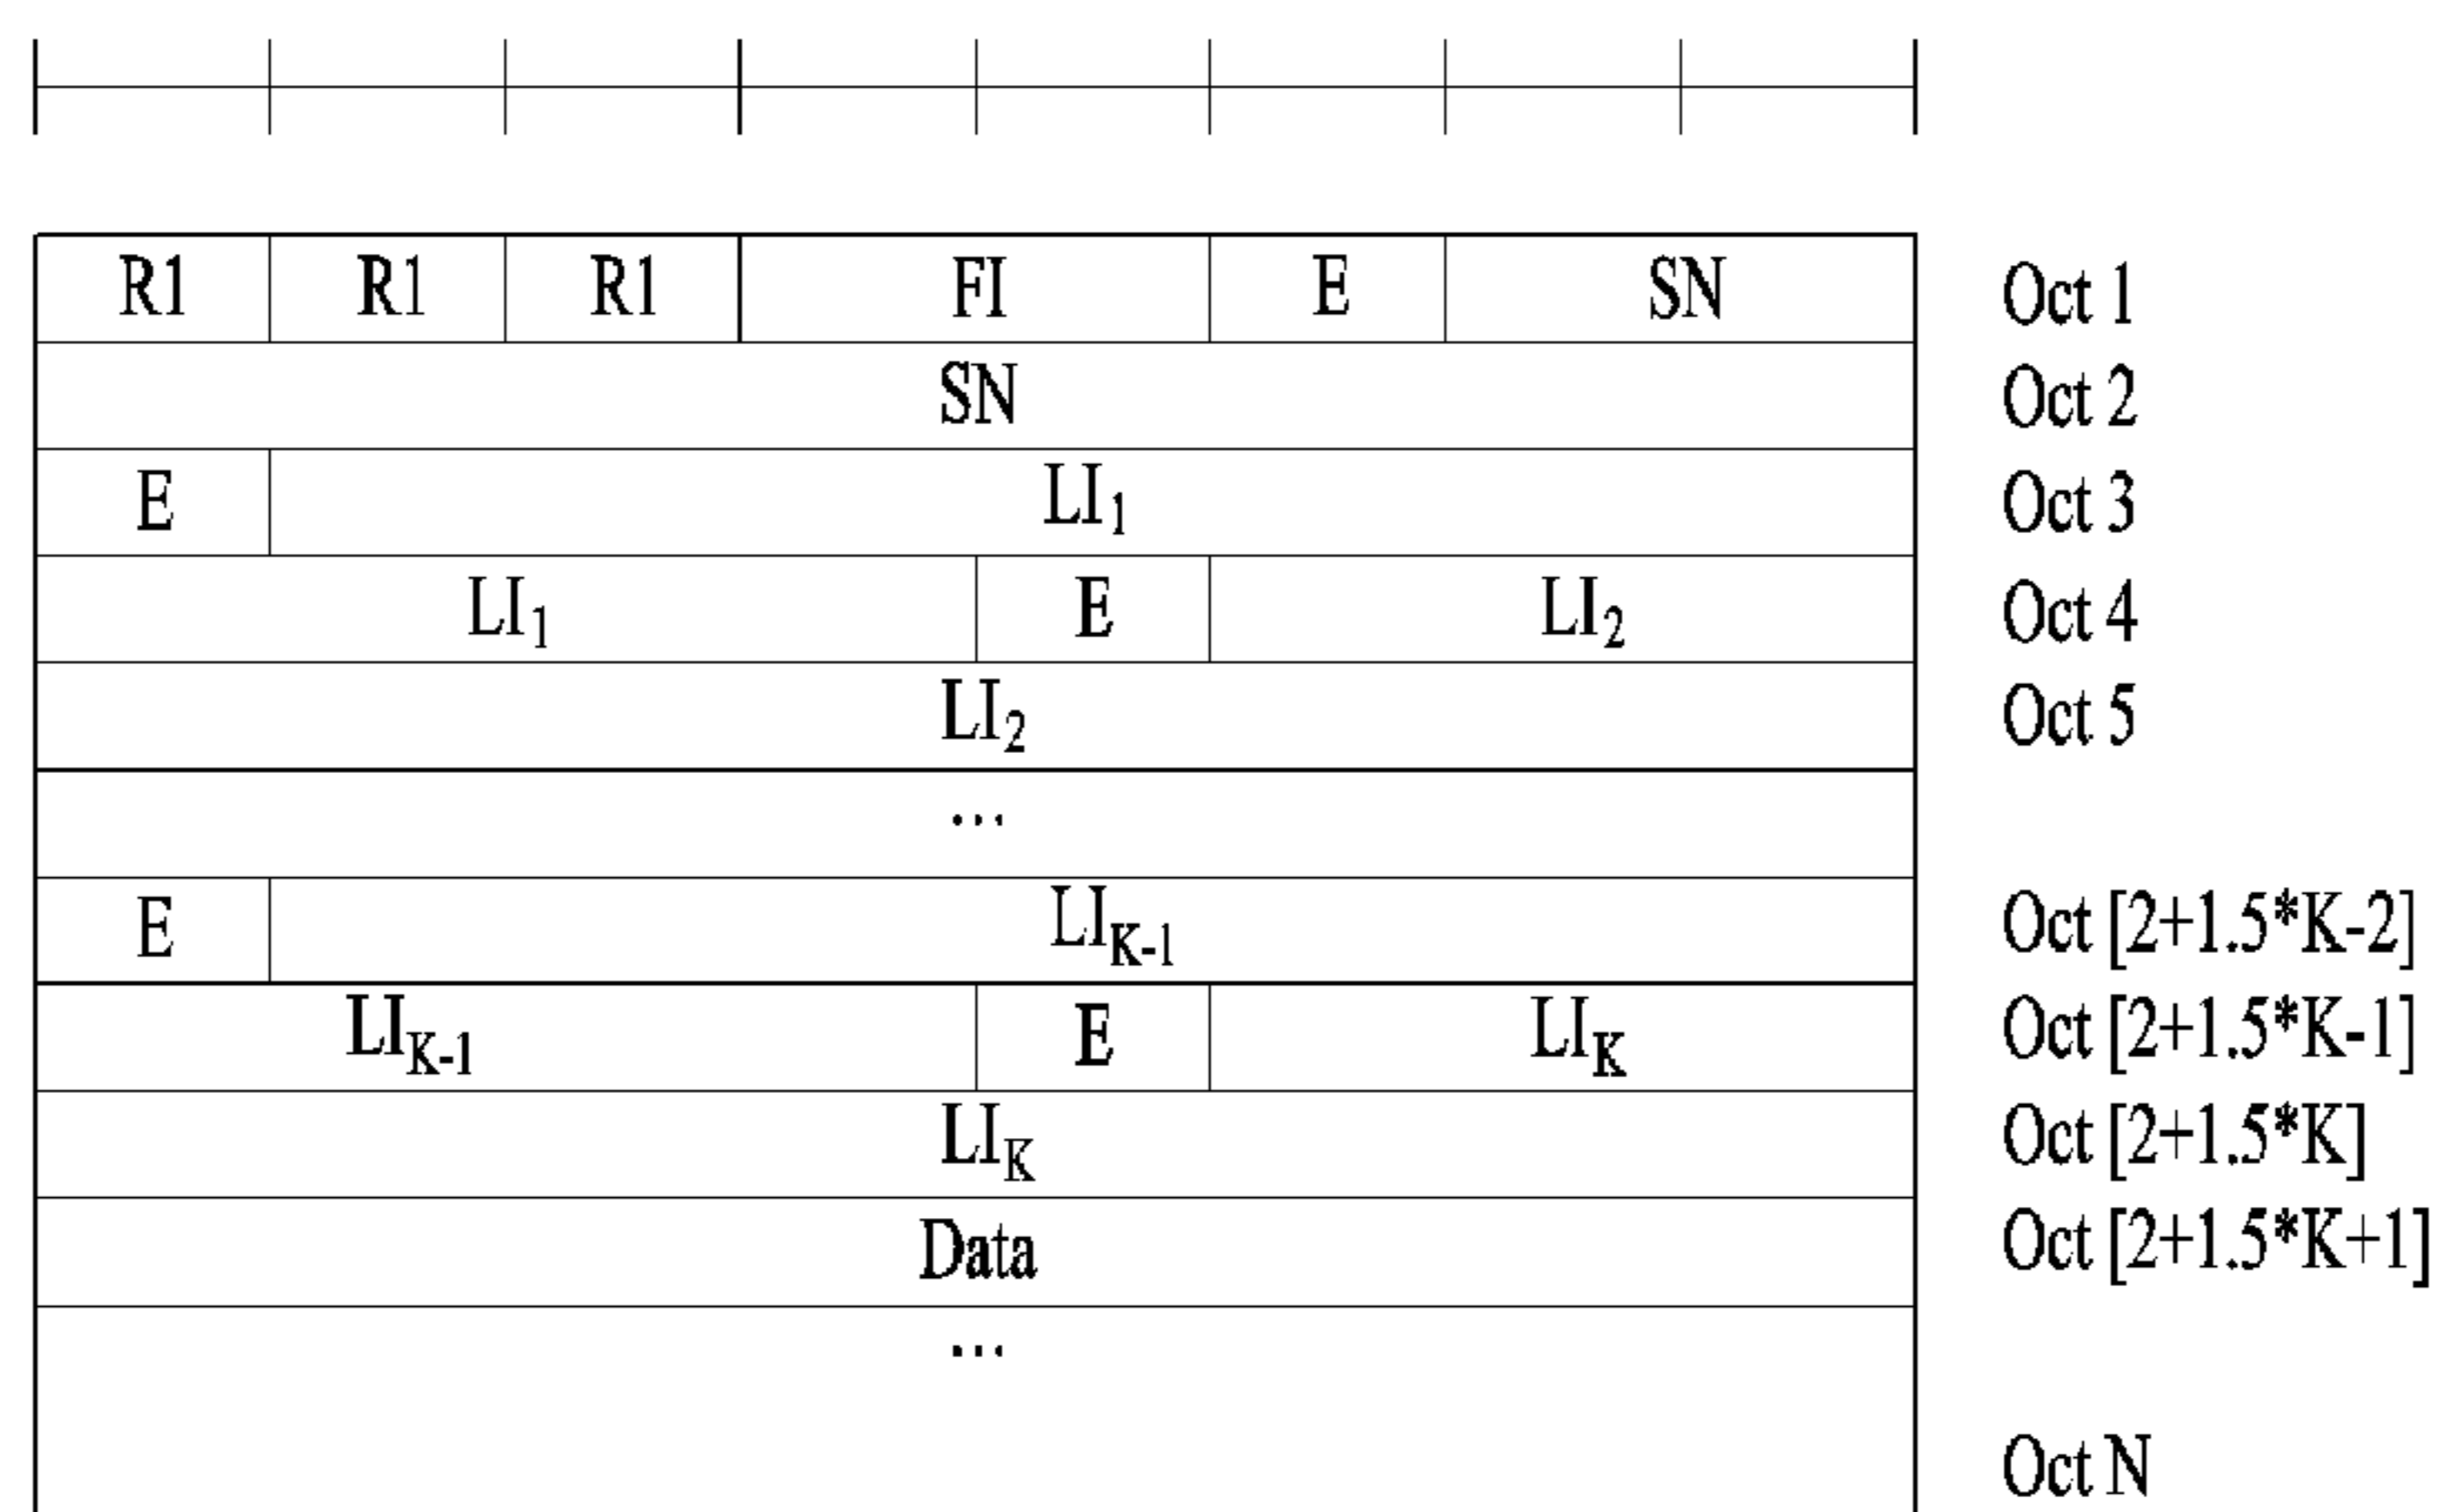 R1 R1 R1 FI E SN Oct 1
SN Oct 2
E LI1 Oct 3
LI1 E LI2 Oct 4
LI2 Oct 5
...
E LIK-1 Oct [2+1.5*K-2]
LIK-1 E LIK Oct [2+1.5*K-1]
LIK Oct [2+1.5*K]
Data Oct [2+1.5*K+1]
...
Oct N